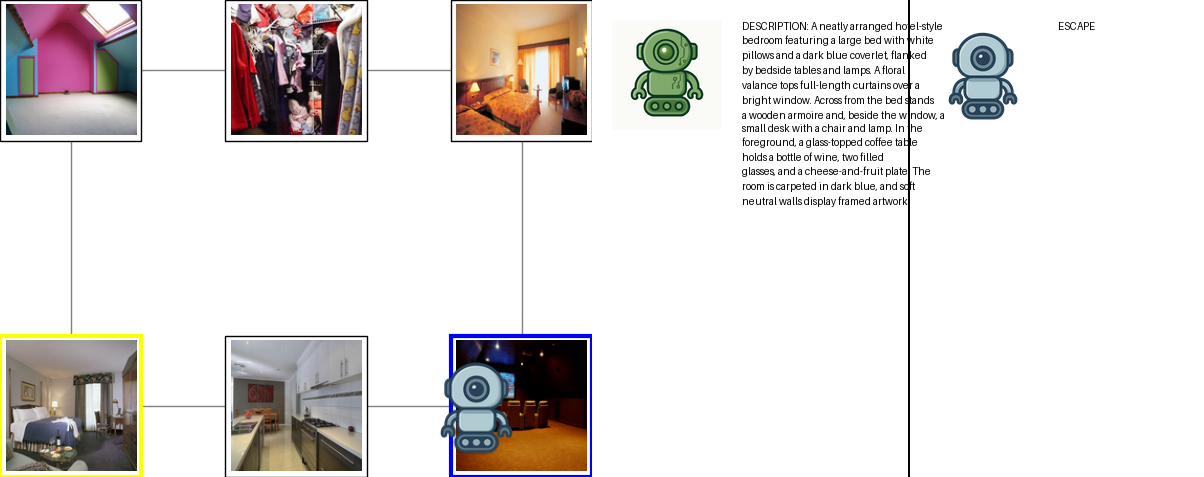 DESCRIPTION: A neatly arranged hotel-style
bedroom featuring a large bed with white
pillows and a dark blue coverlet, flanked
by bedside tables and lamps. A floral
valance tops full-length curtains over a
bright window. Across from the bed stands
a wooden armoire and, beside the window, a
small desk with a chair and lamp. In the
foreground, a glass-topped coffee table
holds a bottle of wine, two filled
glasses, and a cheese-and-fruit plate. The
room is carpeted in dark blue, and soft
neutral walls display framed artwork.
ESCAPE